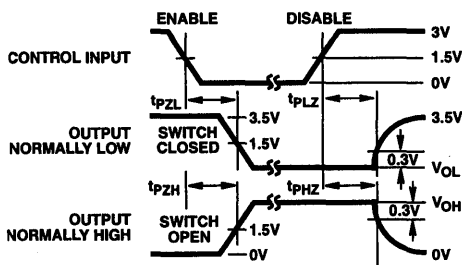 ENABLE DISABLE
3V
CONTROL INPUT 1.5V
0V
tPZL tPLZ
3.5V 3.5V
OUTPUT NORMALLY LOW SWITCH CLOSED 1.5V
0.3V
VOL
tPZH tPHZ VOH
0.3V
OUTPUT NORMALLY HIGH SWITCH OPEN 1.5V
0V 0V